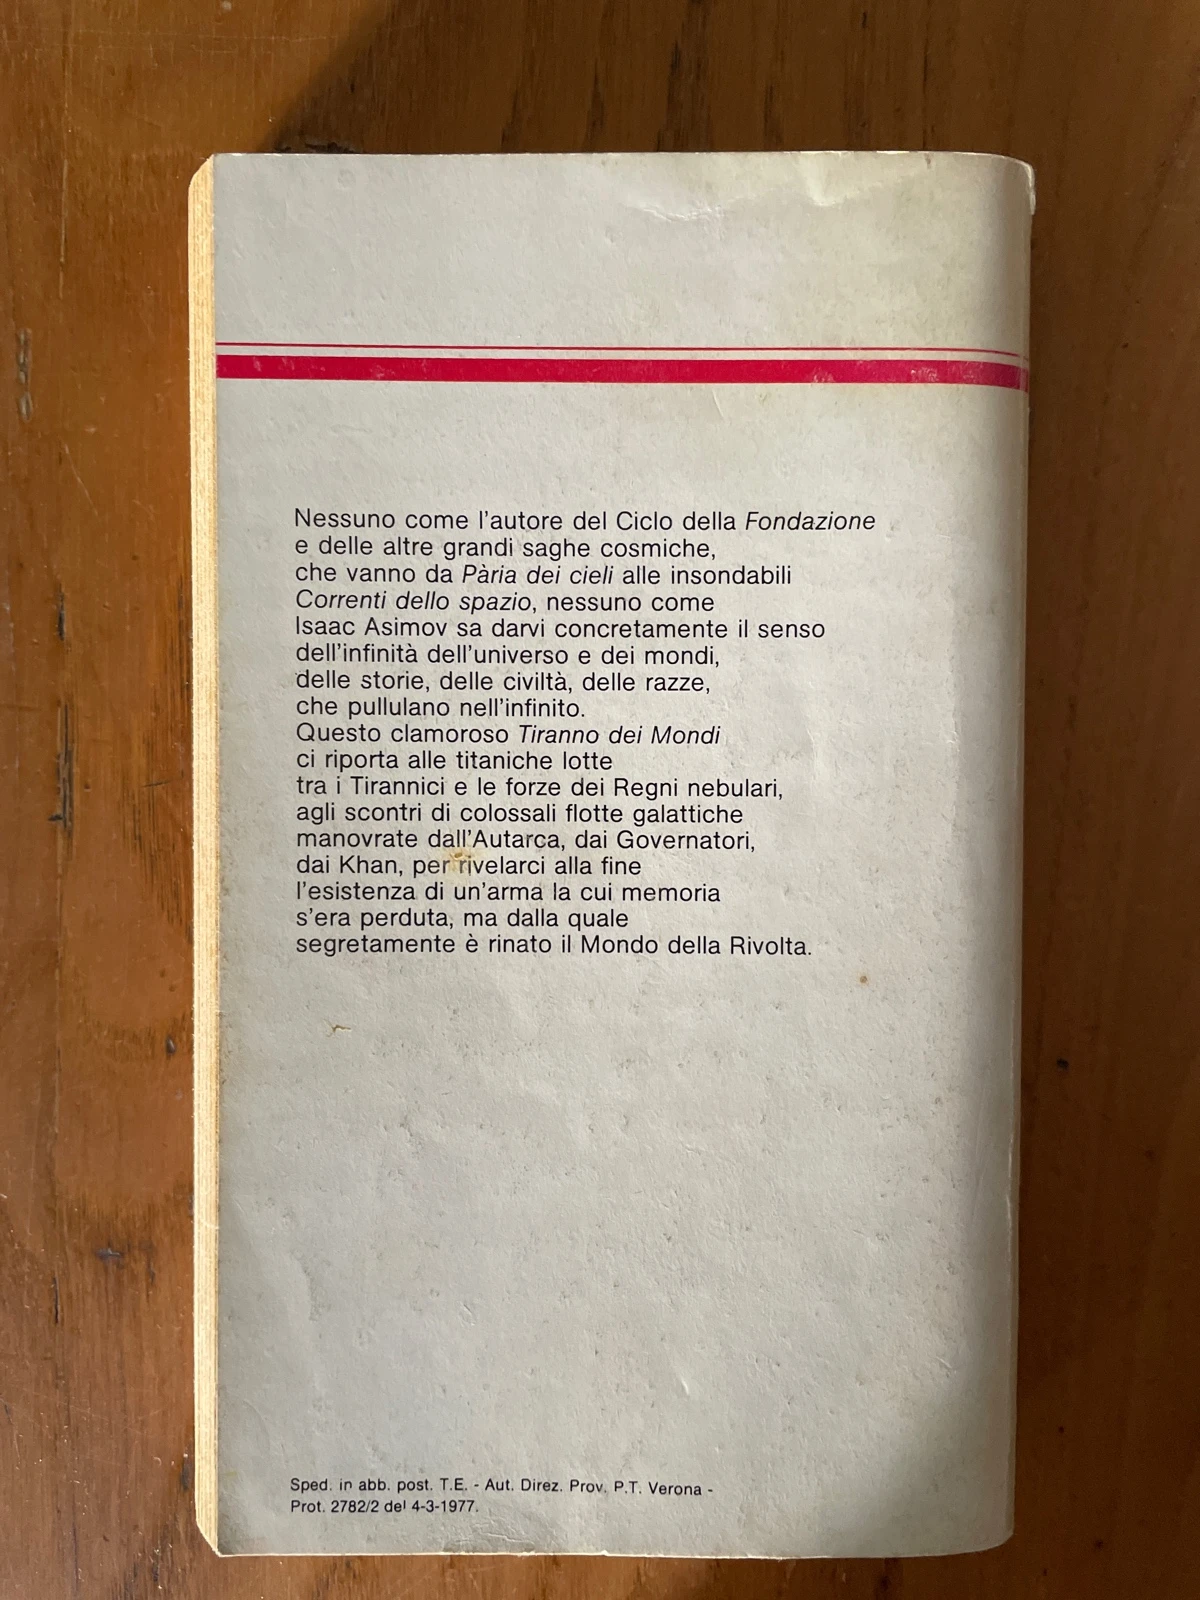 Nessuno come l'autore del Ciclo della Fondazione
e delle altre grandi saghe cosmiche,
che vanno da Pària dei cieli alle insondabili
Correnti dello spazio, nessuno come
Isaac Asimov sa darvi concretamente il senso
dell'infinità dell'universo e dei mondi,
delle storie, delle civiltà, delle razze,
che pullulano nell'infinito.
Questo clamoroso Tiranno dei Mondi
ci riporta alle titaniche lotte
tra i Tirannici e le forze dei Regni nebulari,
agli scontri di colossali flotte galattiche
manovrate dall'Autarca, dai Governatori,
dai Khan, per rivelarci alla fine
l'esistenza di un'arma la cui memoria
s'era perduta, ma dalla quale
segretamente è rinato il Mondo della Rivolta.
Sped. in abb. post. T.E. - Aut. Direz. Prov. P.T. Verona -
Prot. 2782/2 del 4-3-1977.